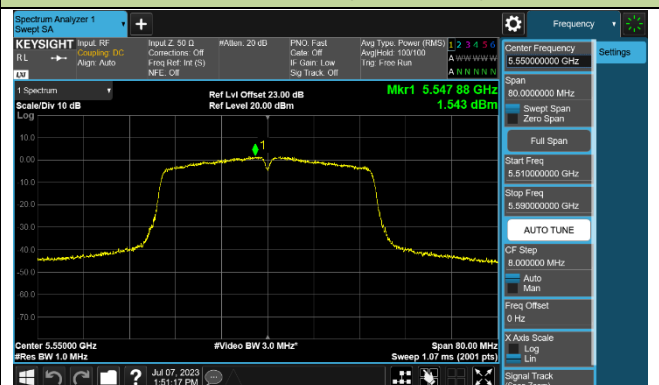 Spectrum Analyzer 1
Swept SA
Frequency
KEYSIGHT
RL
LXI
Input: RF
Coupling: DC
Align: Auto
Input Z: 50 Ω
Corrections: Off
Freq Ref: Int (S)
NFE: Off
#Atten: 20 dB
PNO: Fast
Gate: Off
IF Gain: Low
Sig Track: Off
Avg Type: Power (RMS)
Avg|Hold: 100/100
Trig: Free Run
1 2 3 4 5 6
A W W W W W
A N N N N N
Center Frequency
5.550000000 GHz
Settings
Span
80.0000000 MHz
Swept Span
Zero Span
Full Span
Start Freq
5.510000000 GHz
Stop Freq
5.590000000 GHz
AUTO TUNE
CF Step
8.000000 MHz
Auto
Man
Freq Offset
0 Hz
X Axis Scale
Log
Lin
Signal Track
1 Spectrum
Scale/Div 10 dB
Log
Ref Lvl Offset 23.00 dB
Ref Level 20.00 dBm
Mkr1 5.547 88 GHz
1.543 dBm
1
10.0
0.00
-10.0
-20.0
-30.0
-40.0
-50.0
-60.0
-70.0
Center 5.55000 GHz
#Res BW 1.0 MHz
#Video BW 3.0 MHz*
Span 80.00 MHz
Sweep 1.07 ms (2001 pts)
?
Jul 07, 2023
1:51:17 PM